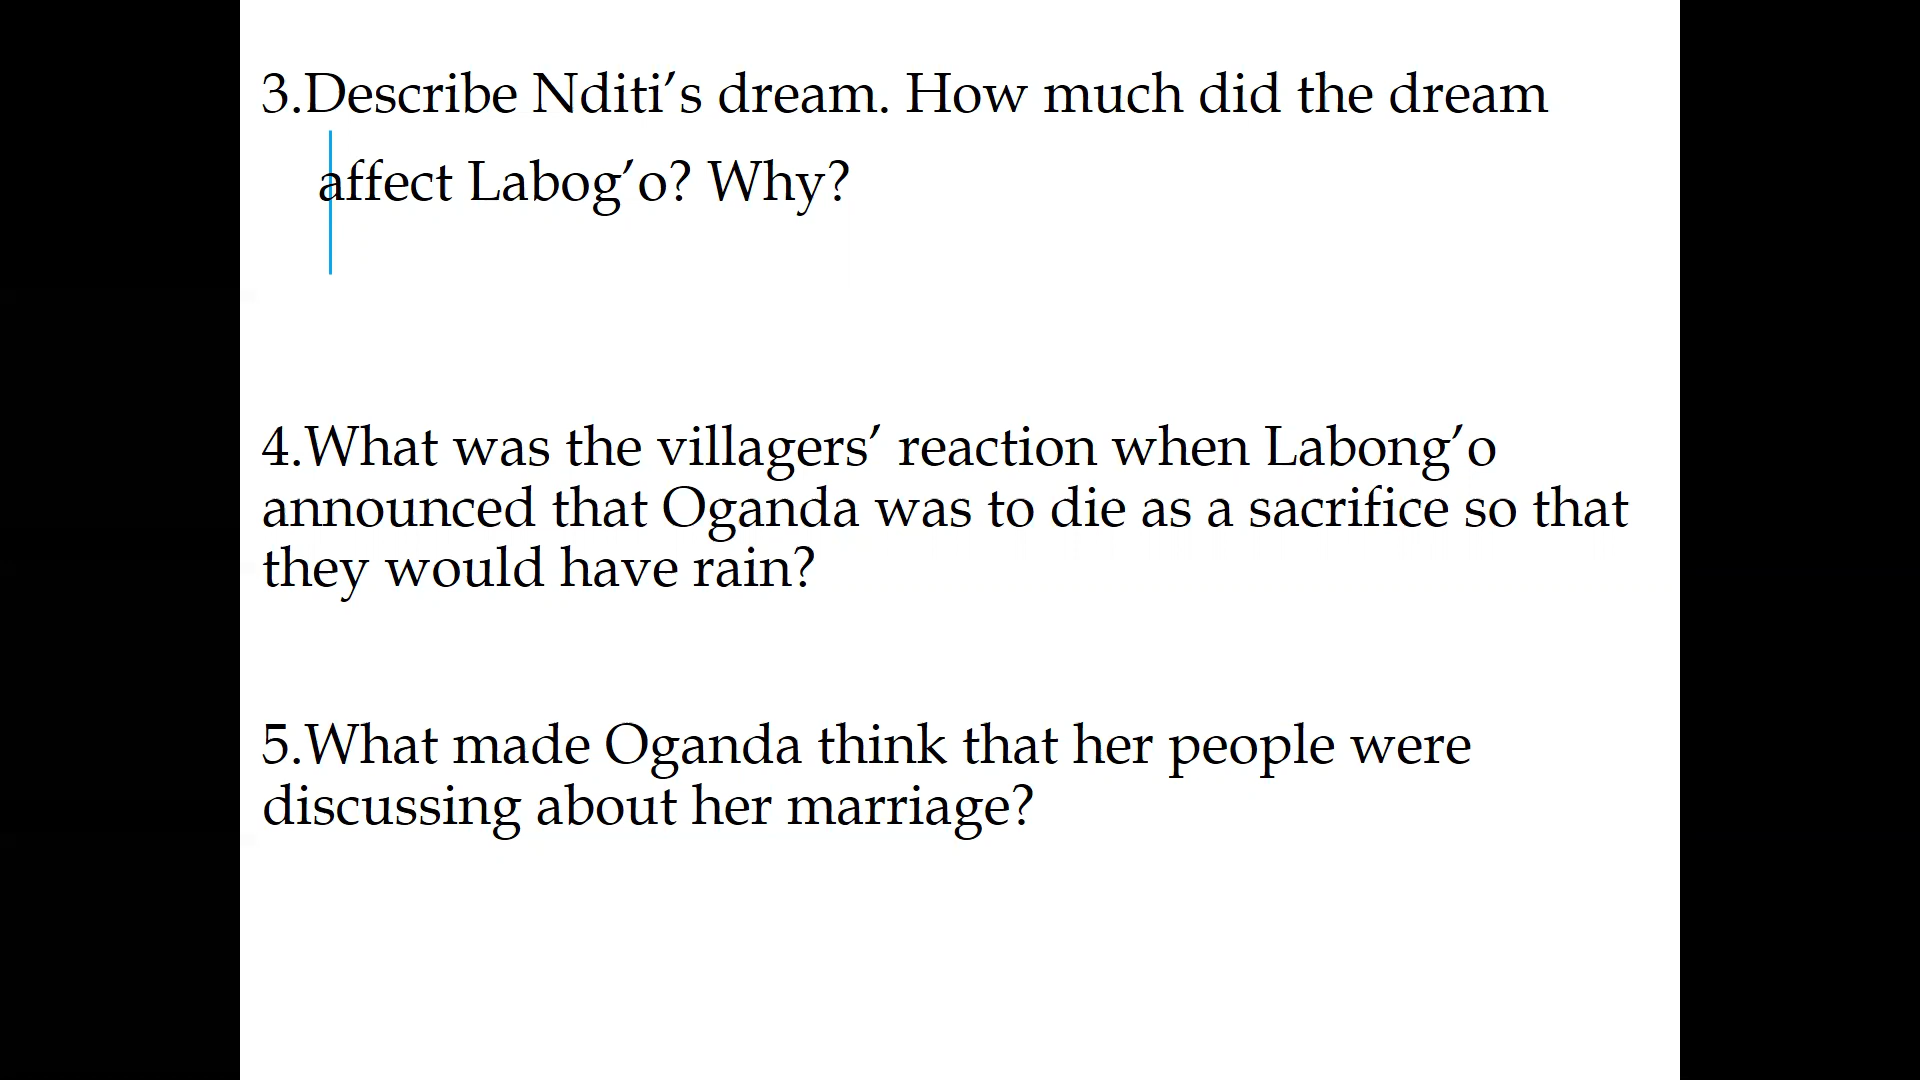 3.Describe Nditi’s dream. How much did the dream
affect Labog’o? Why?
4.What was the villagers’ reaction when Labong’o
announced that Oganda was to die as a sacrifice so that
they would have rain?
5.What made Oganda think that her people were
discussing about her marriage?